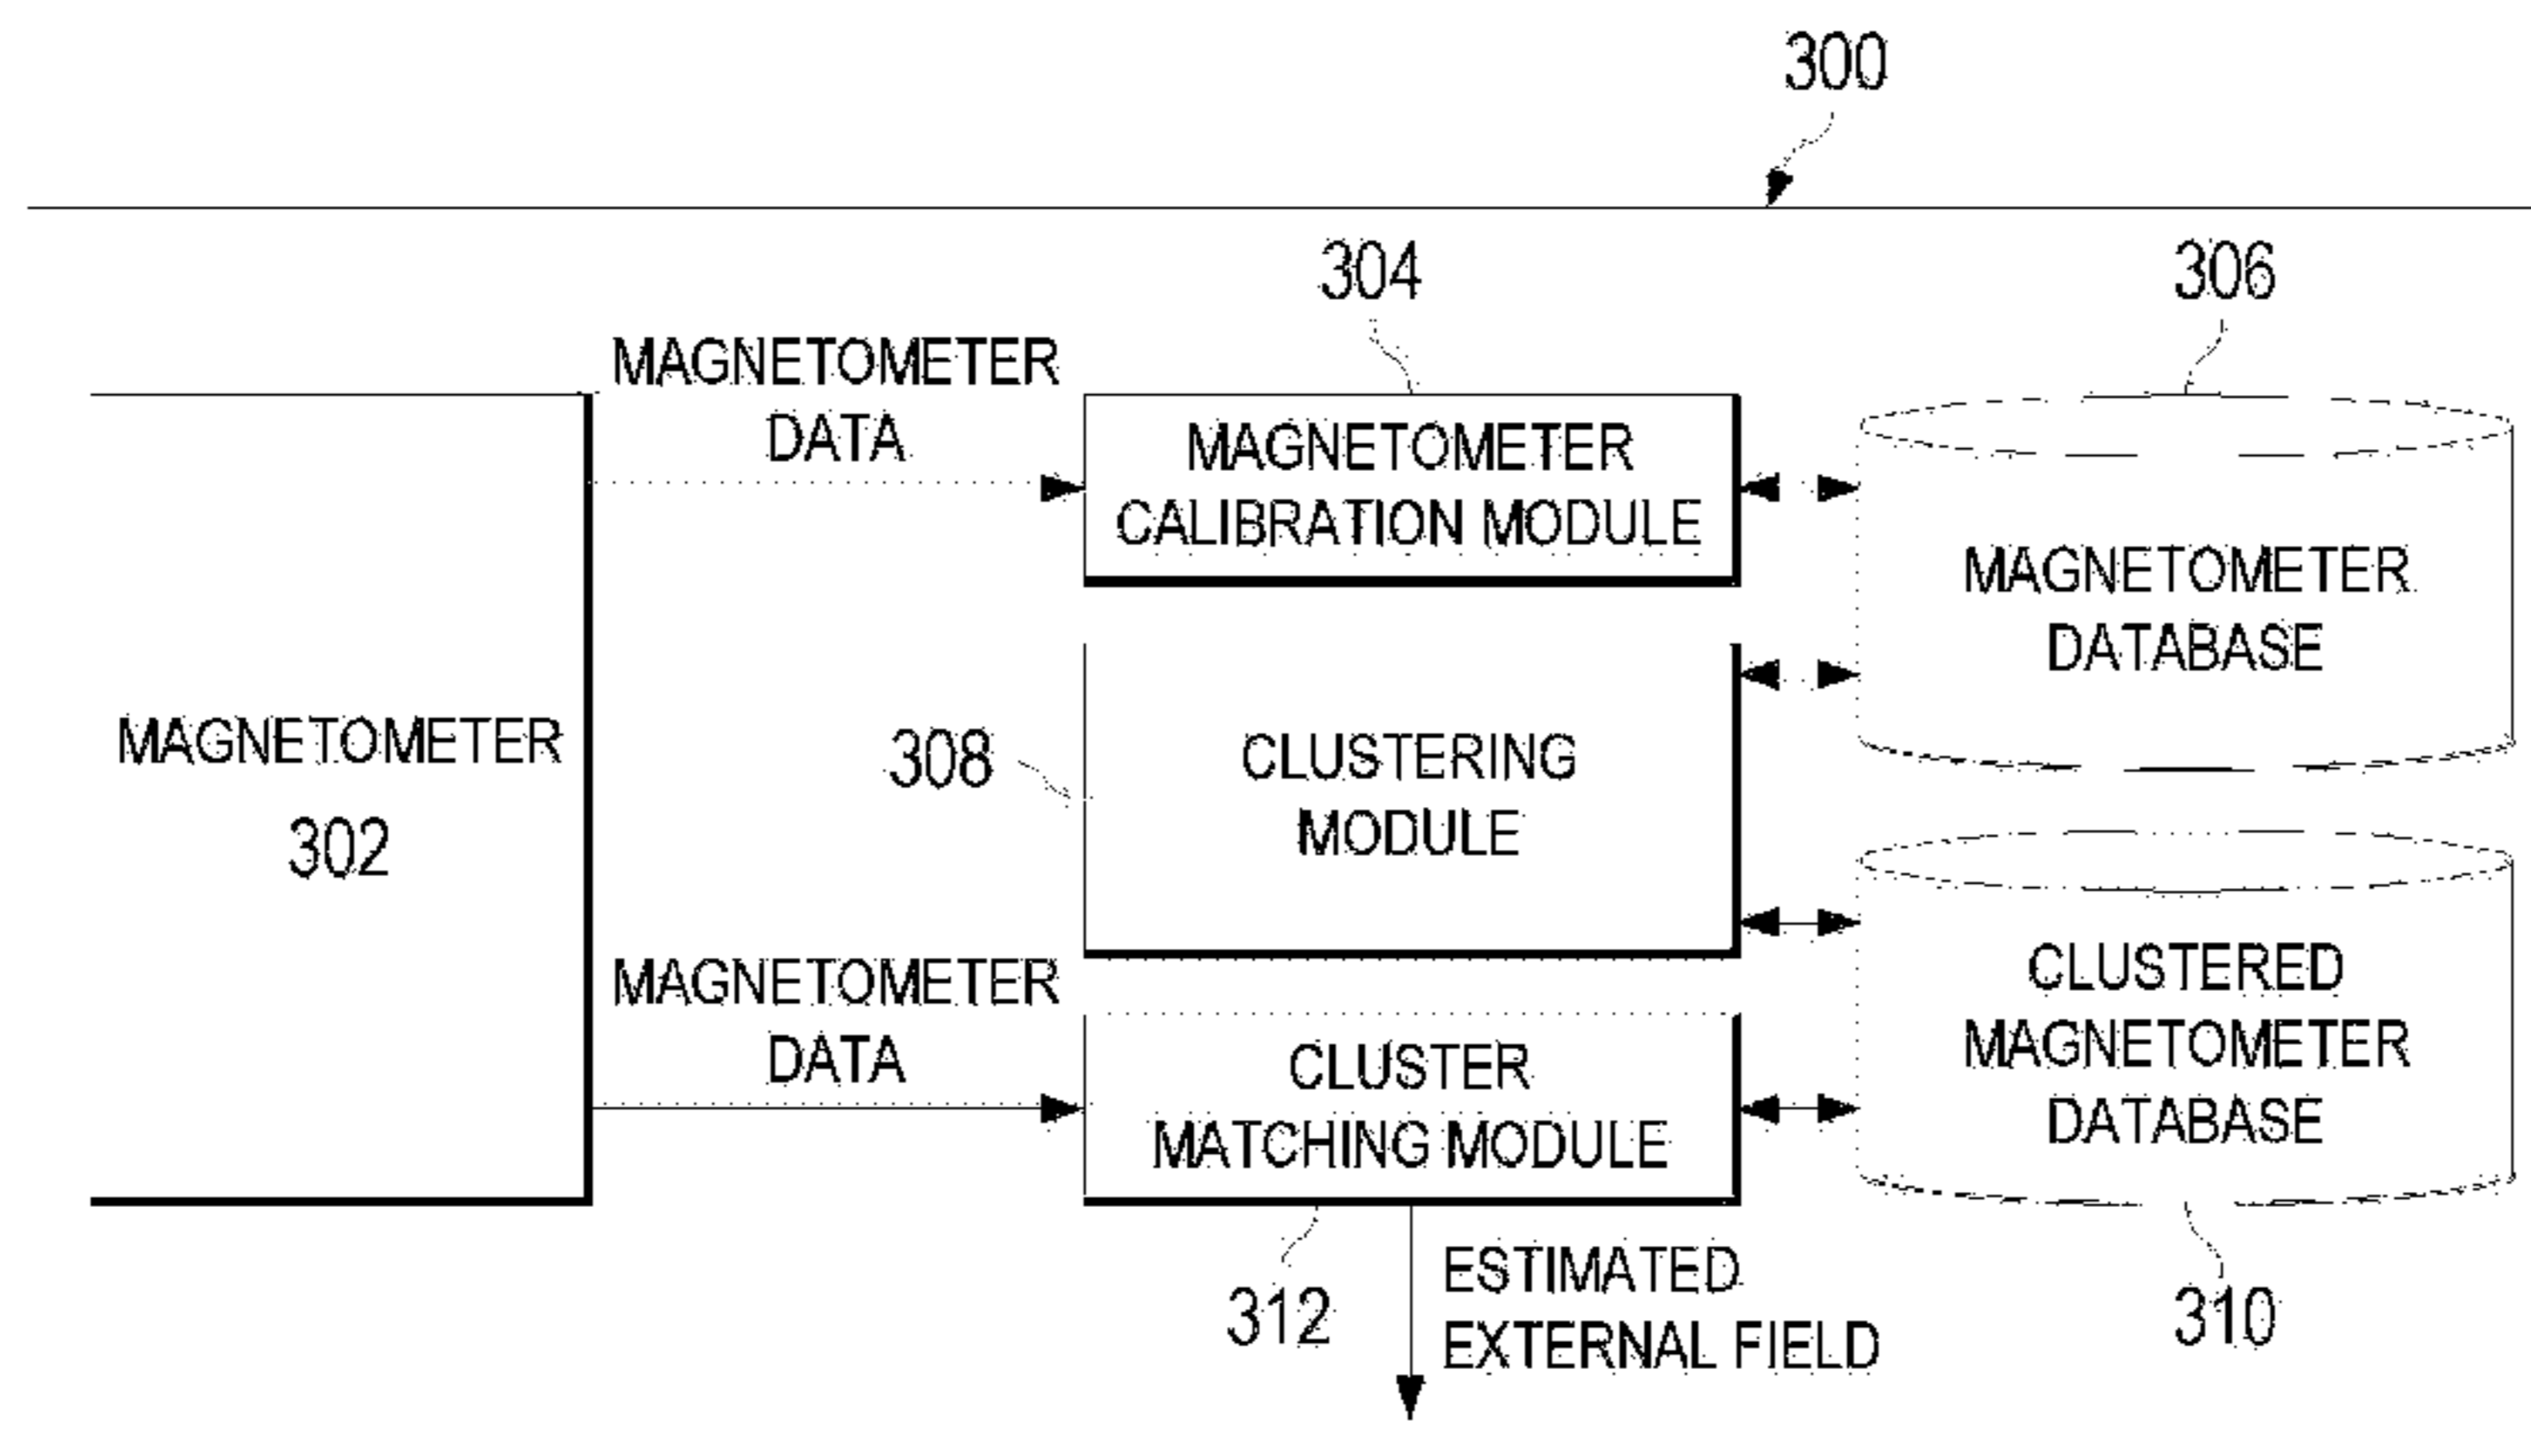 300
304
306
MAGNETOMETER
DATA
MAGNETOMETER
CALIBRATION MODULE
MAGNETOMETER
DATABASE
MAGNETOMETER
302
308
CLUSTERING
MODULE
MAGNETOMETER
DATA
CLUSTER
MATCHING MODULE
CLUSTERED
MAGNETOMETER
DATABASE
312
ESTIMATED
EXTERNAL FIELD
310